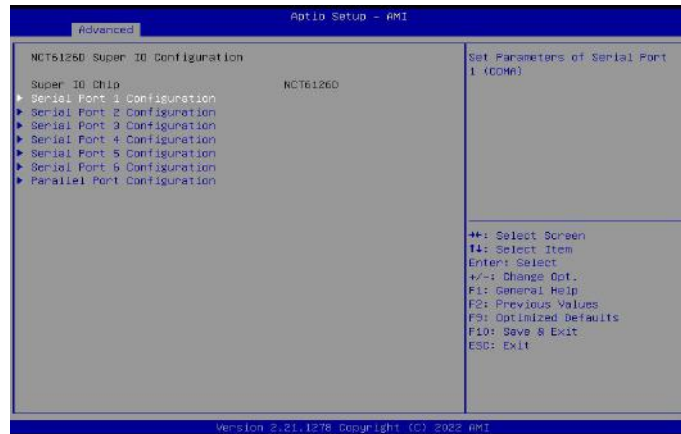 Aptio Setup - AMI
Advanced
NCT6126D Super IO Configuration
Super IO Chip NCT6126D
Serial Port 1 Configuration
Serial Port 2 Configuration
Serial Port 3 Configuration
Serial Port 4 Configuration
Serial Port 5 Configuration
Serial Port 6 Configuration
Parallel Port Configuration
Set Parameters of Serial Port
1 (COMA)
→←: Select Screen
↑↓: Select Item
Enter: Select
+/-: Change Opt.
F1: General Help
F2: Previous Values
F9: Optimized Defaults
F10: Save & Exit
ESC: Exit
Version 2.21.1278 Copyright (C) 2022 AMI